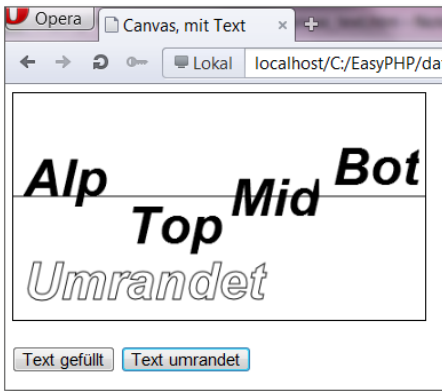 Opera Canvas, mit Text
Lokal localhost/C:/EasyPHP/da
Alp Top Mid Bot
Umrandet
Text gefüllt Text umrandet